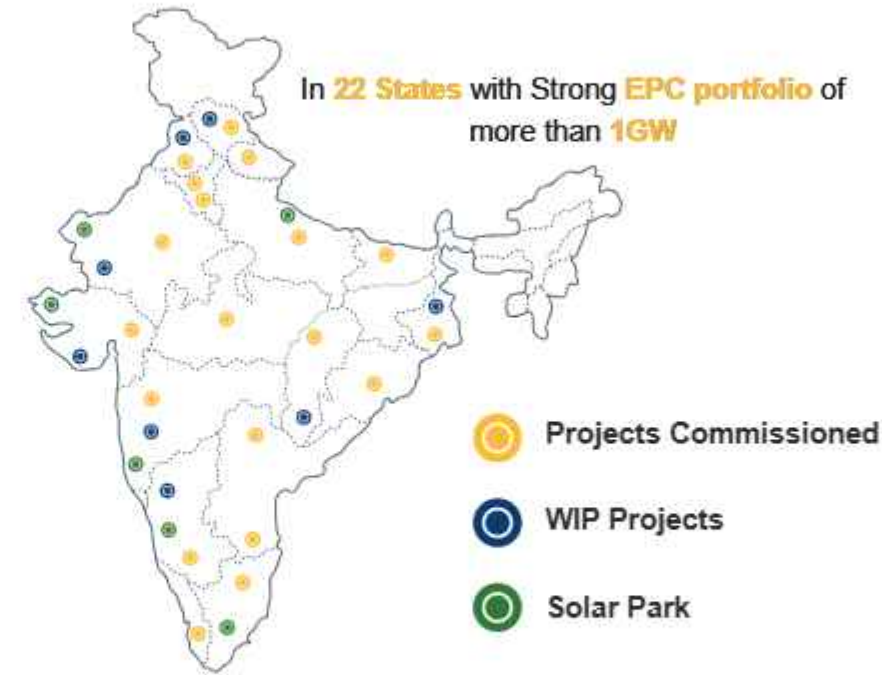 In 22 States with Strong EPC portfolio of
more than 1GW
Projects Commissioned
WIP Projects
Solar Park